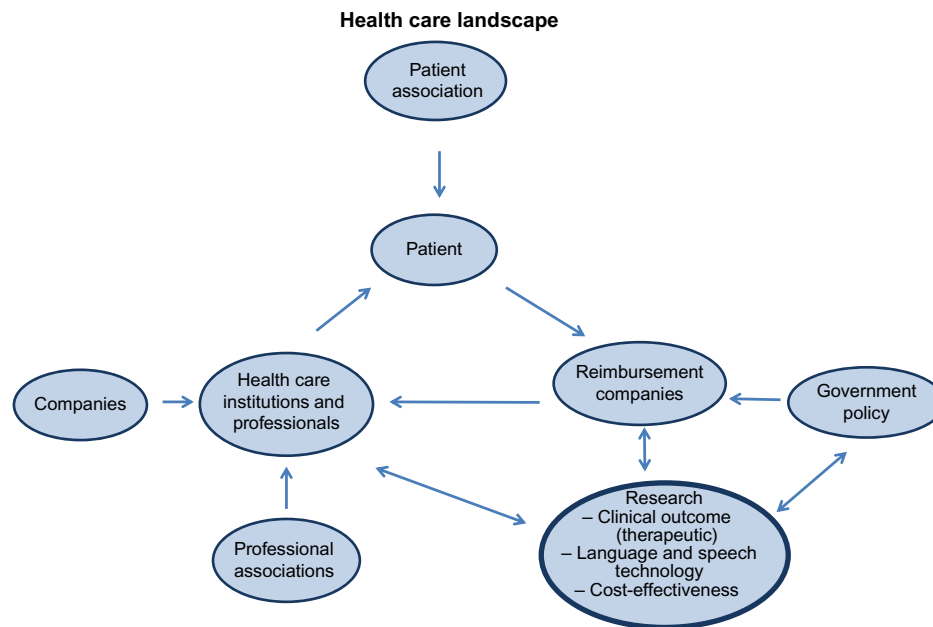 Health care landscape
Patient
association
Patient
Reimbursement
companies
Health care
institutions and
professionals
Companies
Government
policy
Research
– Clinical outcome
(therapeutic)
– Language and speech
technology
– Cost-effectiveness
Professional
associations